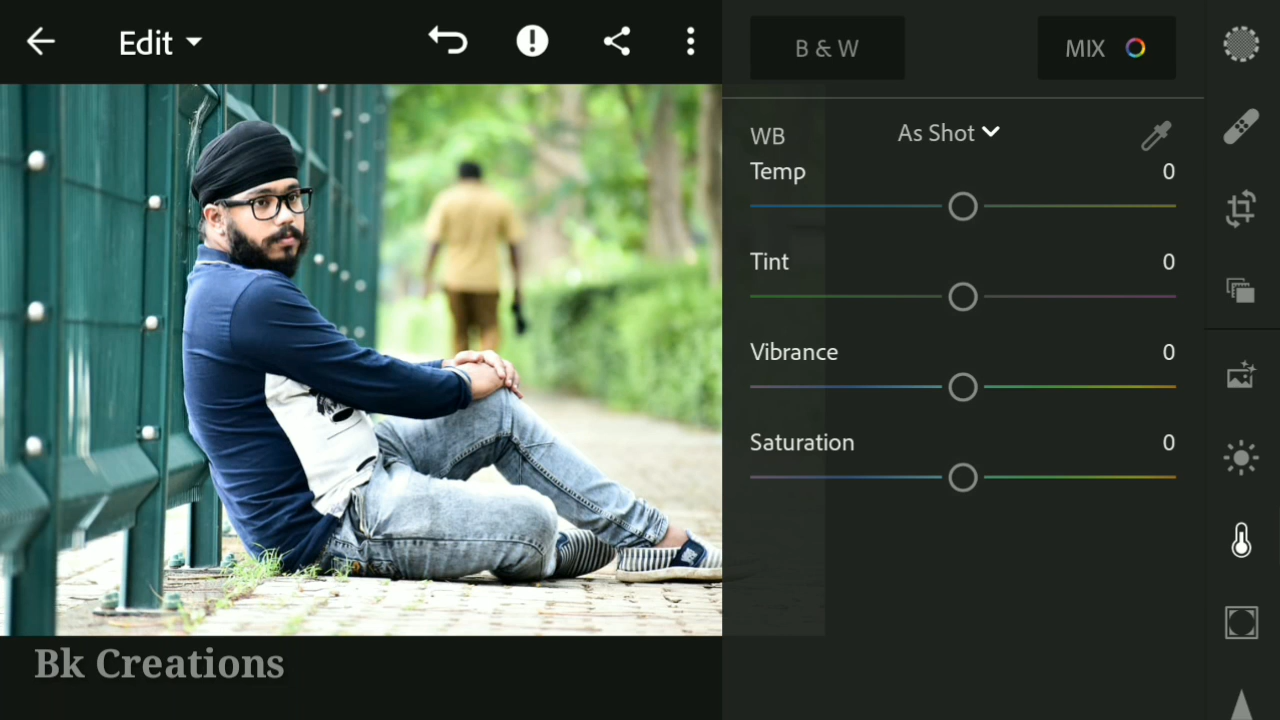 Edit
B & W
MIX
WB
As Shot
Temp
0
Tint
0
Vibrance
0
Saturation
0
Bk Creations